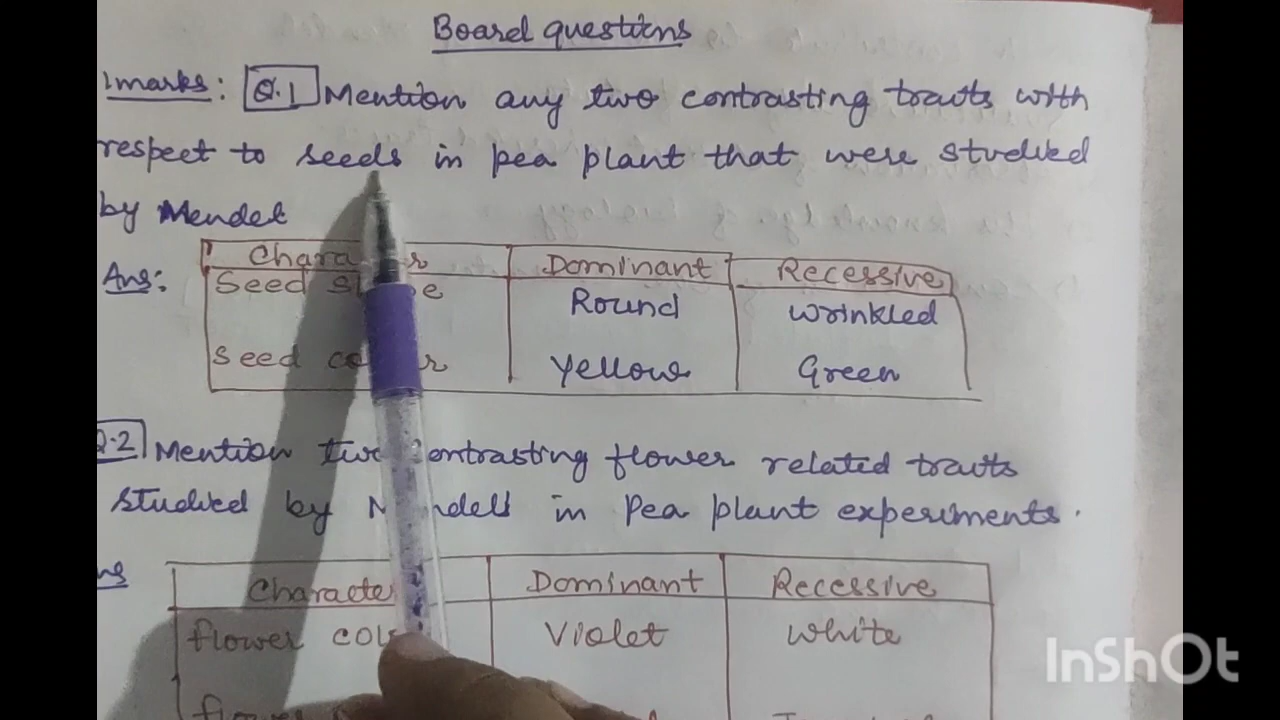 Board questions
1marks: Q.1 Mention any two contrasting traits with
respect to seeds in pea plant that were studied
by Mendel
Ans:
Dominant Recessive
Seed Round Wrinkled
Seed Yellow Green
Q.2 Mention two contrasting flower related traits
studied by Mendell in pea plant experiments.
Character Dominant Recessive
flower Violet White
InShOt